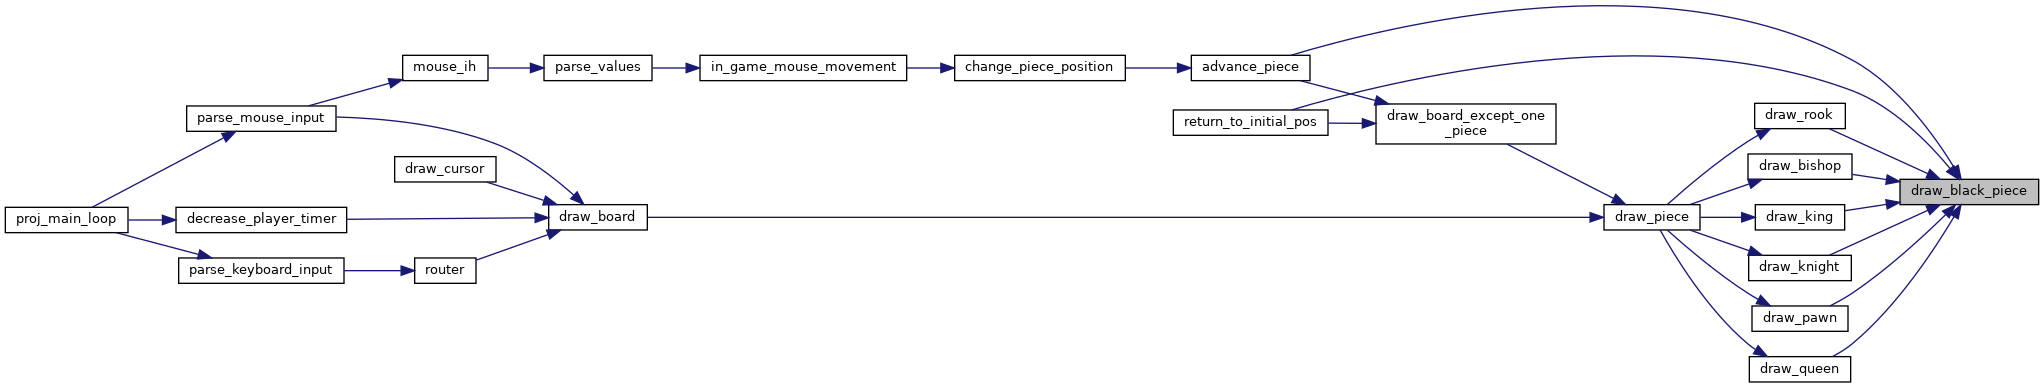 mouse_ih
parse_values
in_game_mouse_movement
change_piece_position
advance_piece
parse_mouse_input
return_to_initial_pos
draw_board_except_one
_piece
draw_rook
draw_cursor
draw_bishop
draw_black_piece
proj_main_loop
decrease_player_timer
draw_board
draw_piece
draw_king
parse_keyboard_input
router
draw_knight
draw_pawn
draw_queen